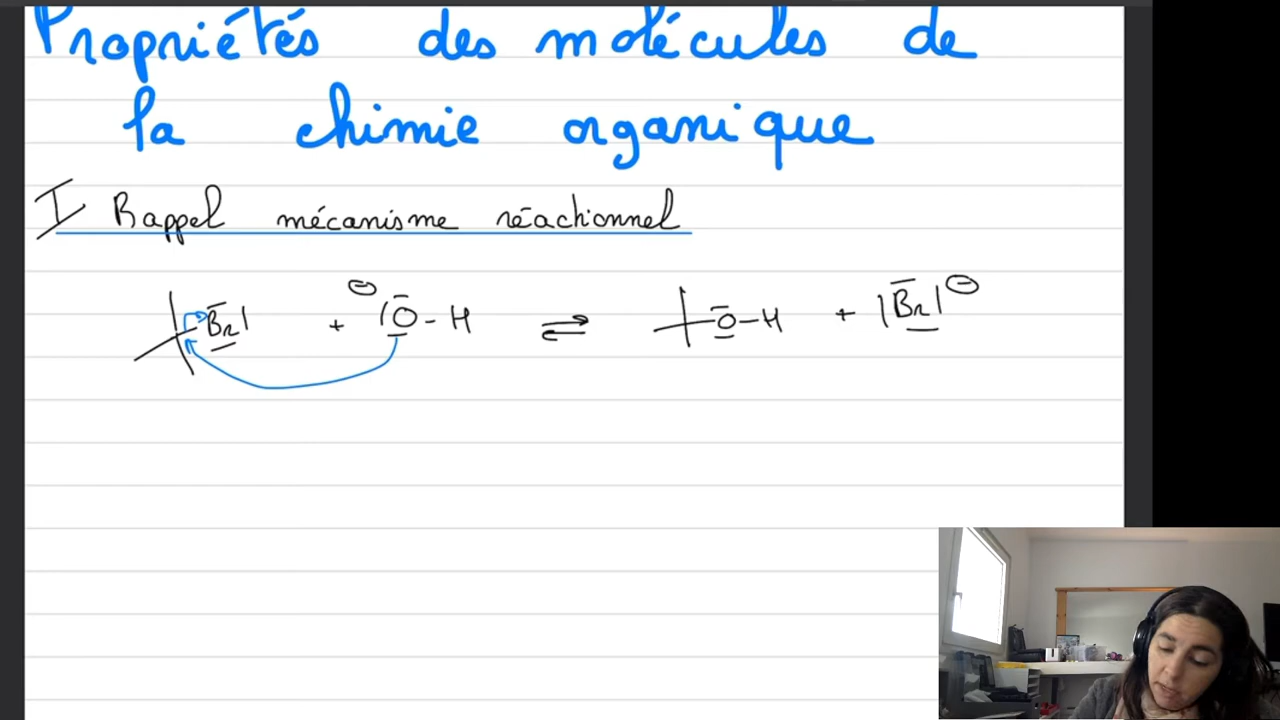 Propriétés des molécules de
la chimie organique
I Rappel mécanisme réactionnel
Br + ⊖ |O-H ⇌ O-H + |Br| ⊖